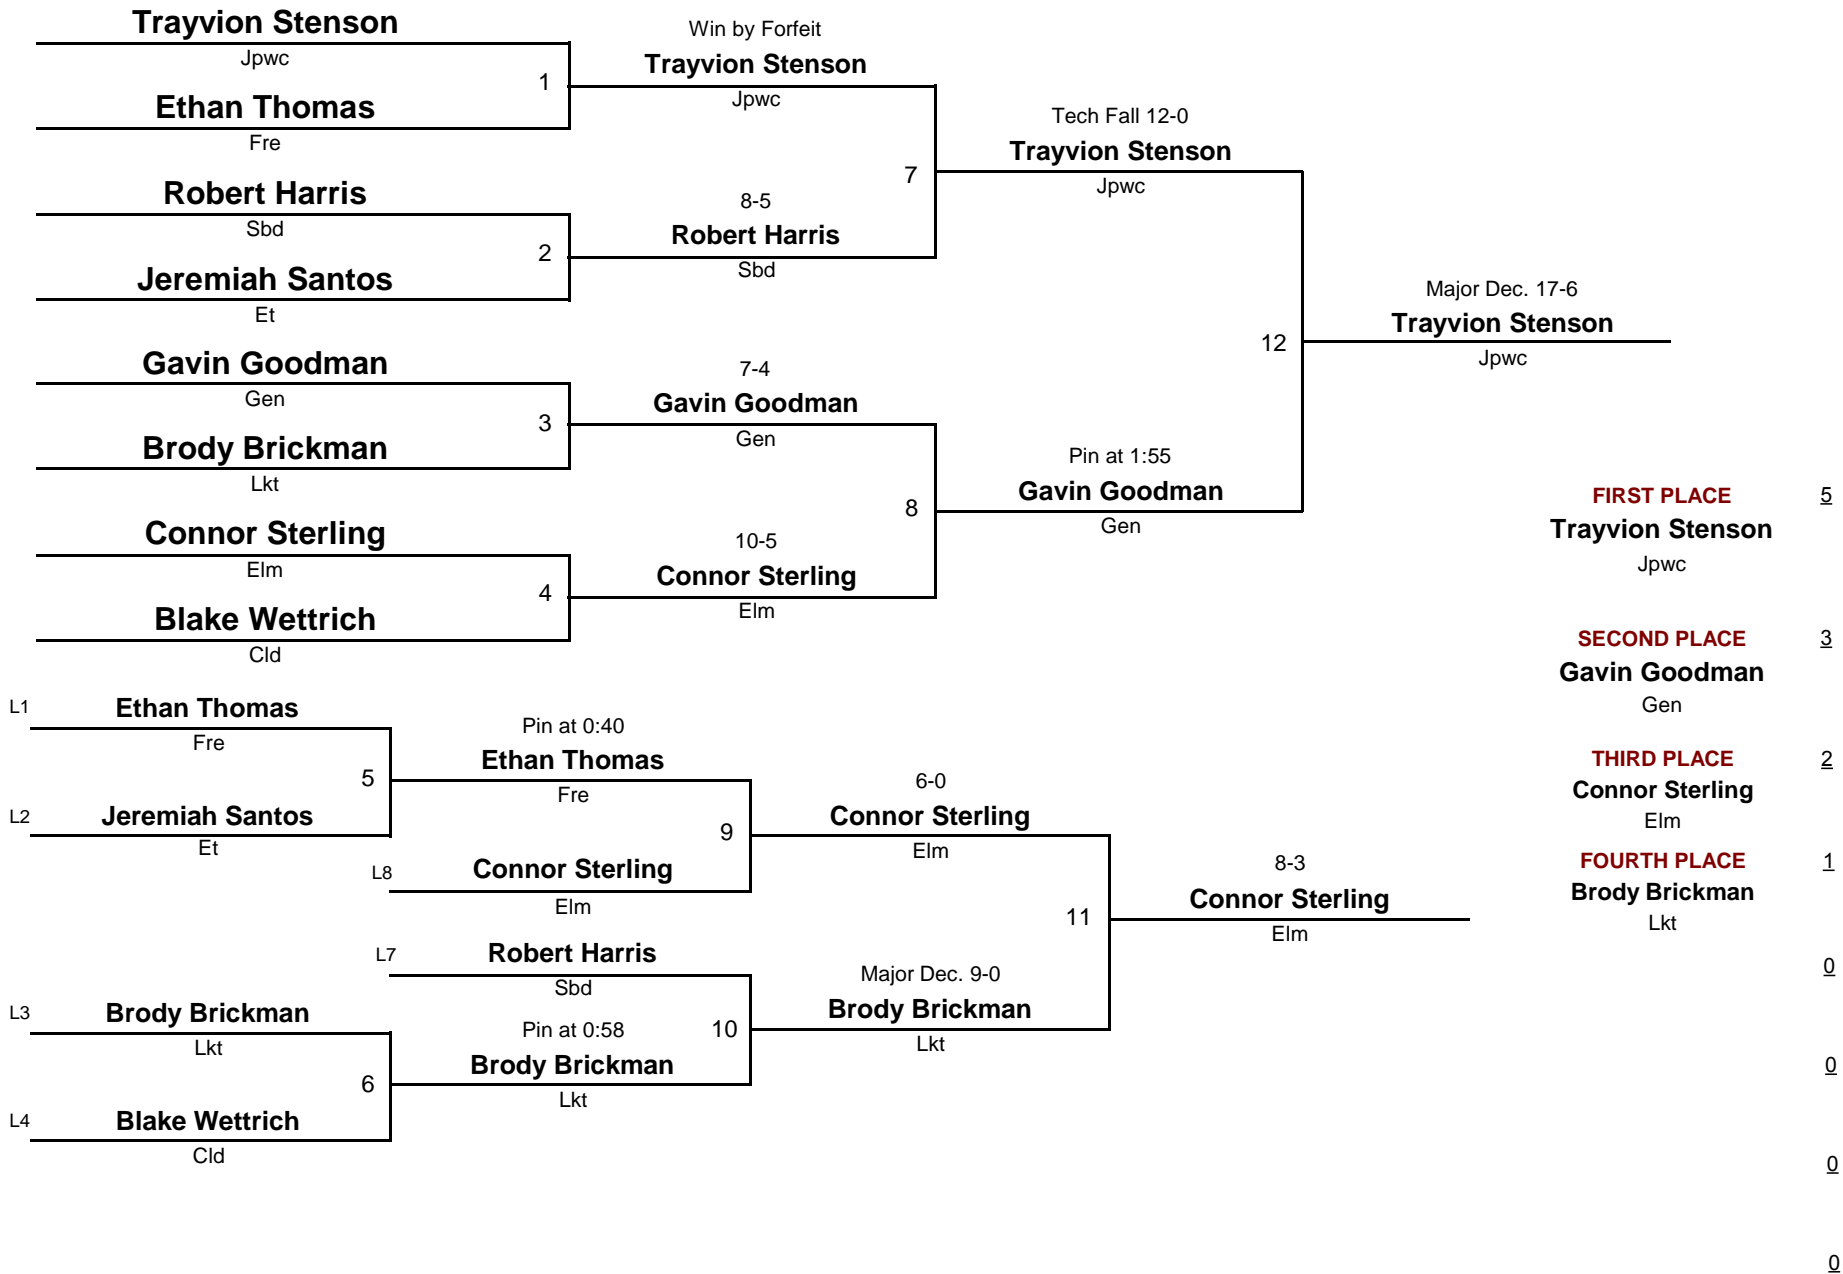 Trayvion Stenson
Jpwc
1
Ethan Thomas
Fre
Robert Harris
Sbd
2
Jeremiah Santos
Et
Gavin Goodman
Gen
3
Brody Brickman
Lkt
Connor Sterling
Elm
4
Blake Wettrich
Cld
Win by Forfeit
Trayvion Stenson
Jpwc
7
8-5
Robert Harris
Sbd
7-4
Gavin Goodman
Gen
8
10-5
Connor Sterling
Elm
Tech Fall 12-0
Trayvion Stenson
Jpwc
12
Pin at 1:55
Gavin Goodman
Gen
Major Dec. 17-6
Trayvion Stenson
Jpwc
L1 Ethan Thomas
Fre
5
L2 Jeremiah Santos
Et
Pin at 0:40
Ethan Thomas
Fre
9
L8 Connor Sterling
Elm
L7 Robert Harris
Sbd
L3 Brody Brickman
Lkt
6
L4 Blake Wettrich
Cld
Pin at 0:58
10
Brody Brickman
Lkt
6-0
Connor Sterling
Elm
11
Major Dec. 9-0
Brody Brickman
Lkt
8-3
Connor Sterling
Elm
FIRST PLACE 5
Trayvion Stenson
Jpwc
SECOND PLACE 3
Gavin Goodman
Gen
THIRD PLACE 2
Connor Sterling
Elm
FOURTH PLACE 1
Brody Brickman
Lkt
0
0
0
0